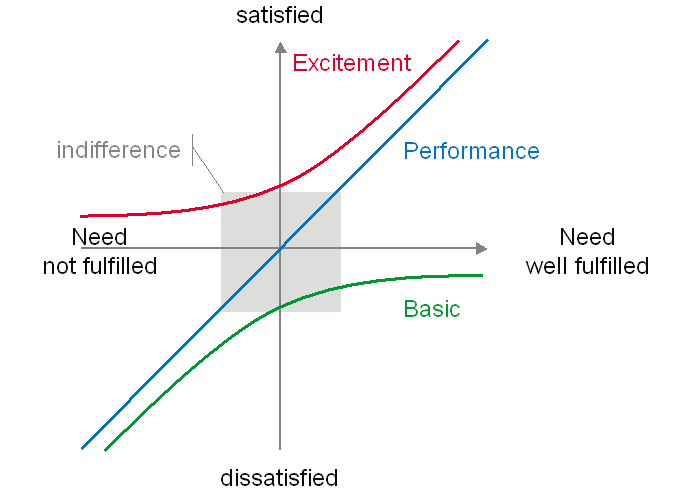 satisfied
Excitement
indifference
Performance
Need
not fulfilled
Need
well fulfilled
Basic
dissatisfied